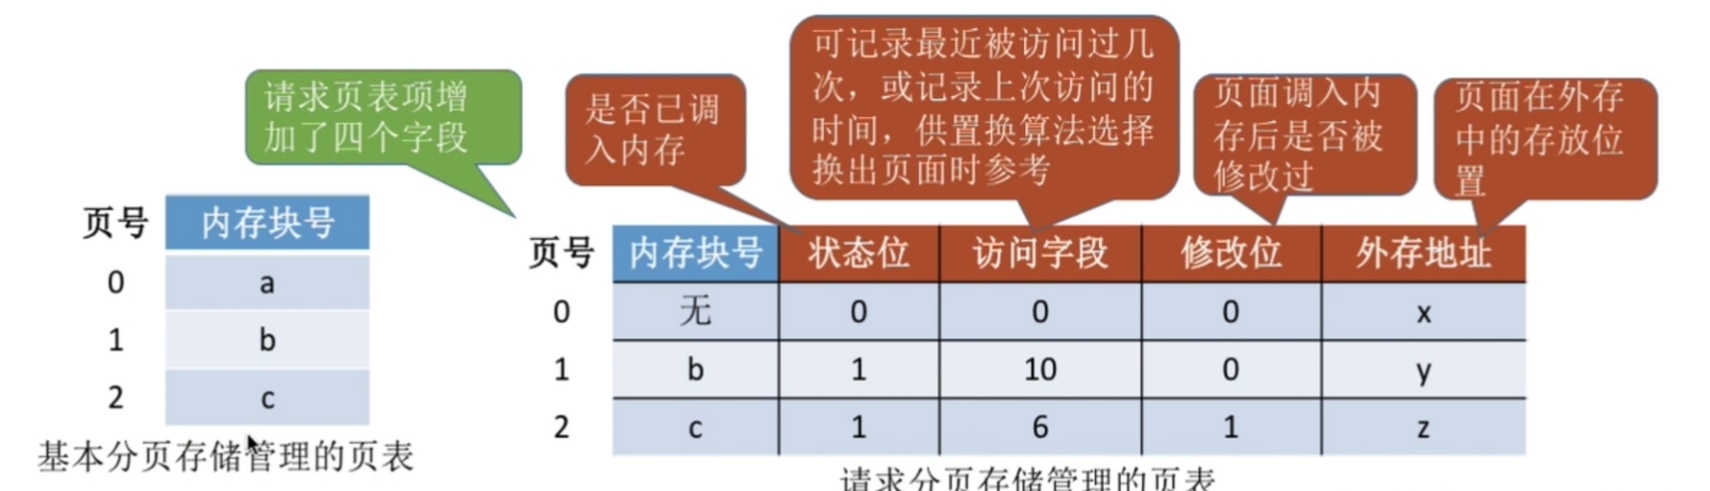 请求页表项增
加了四个字段
是否已调
入内存
可记录最近被访问过几
次，或记录上次访问的
时间，供置换算法选择
换出页面时参考
页面调入内
存后是否被
修改过
页面在外存
中的存放位
置
页号 内存块号
0 a
1 b
2 c
基本分页存储管理的页表
页号 内存块号 状态位 访问字段 修改位 外存地址
0 无 0 0 0 x
1 b 1 10 0 y
2 c 1 6 1 z
请求分页存储管理的页表